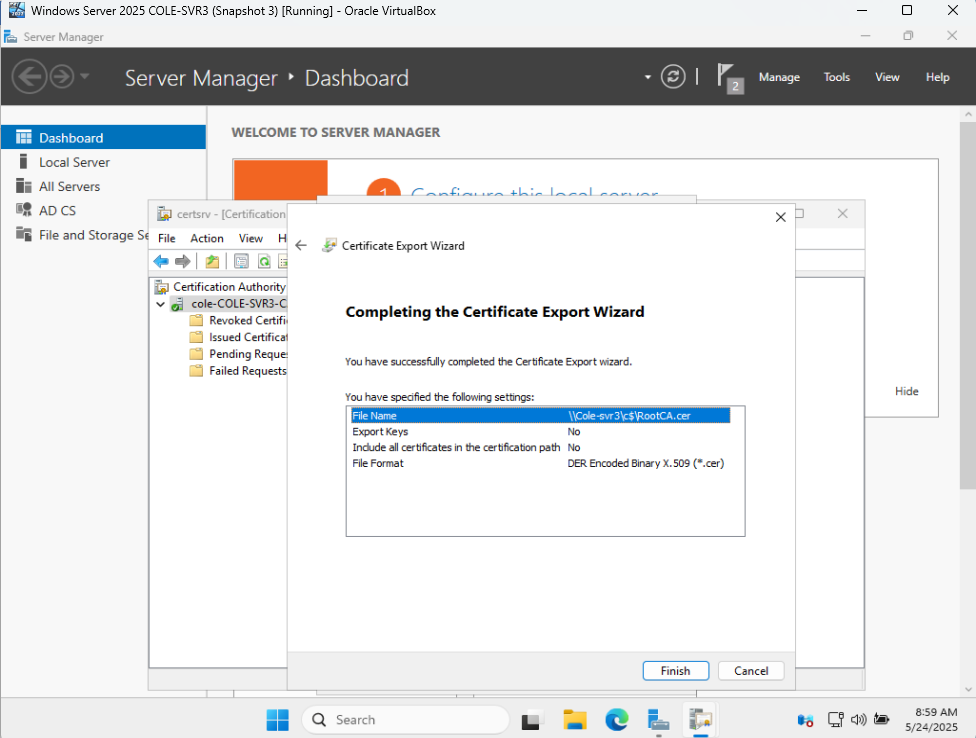 Windows Server 2025 COLE-SVR3 (Snapshot 3) [Running] - Oracle VirtualBox
Server Manager
Server Manager Dashboard
2
Manage Tools View Help
Dashboard
Local Server
All Servers
AD CS
File and Storage Se
WELCOME TO SERVER MANAGER
1 Configure this local server
Hide
certsrv - [Certification
File Action View H
Certification Authority
cole-COLE-SVR3-C
Revoked Certifi
Issued Certificat
Pending Reque
Failed Requests
Certificate Export Wizard
Completing the Certificate Export Wizard
You have successfully completed the Certificate Export wizard.
You have specified the following settings:
File Name \\Cole-svr3\c$\RootCA.cer
Export Keys No
Include all certificates in the certification path No
File Format DER Encoded Binary X.509 (*.cer)
Finish Cancel
Search
8:59 AM
5/24/2025